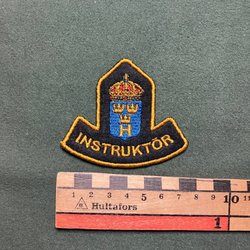 H
INSTRUKTÖR
1 2 3 4 5 6 7 8 9 10
Hultafors
1